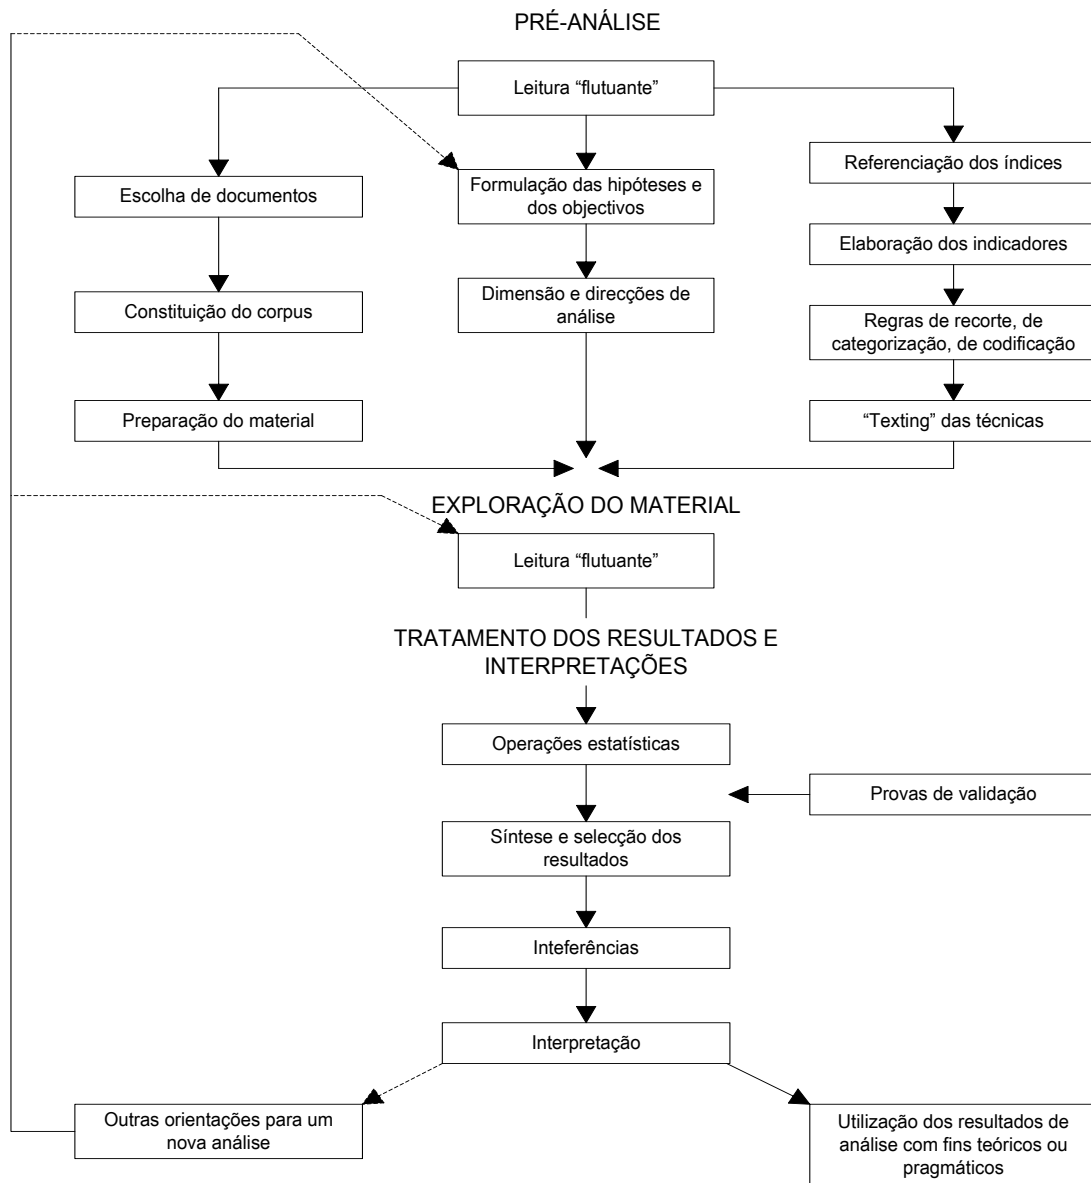 PRÉ-ANÁLISE
Leitura “flutuante”
Referenciação dos índices
Escolha de documentos
Formulação das hipóteses e
dos objectivos
Elaboração dos indicadores
Constituição do corpus
Dimensão e direcções de
análise
Regras de recorte, de
categorização, de codificação
Preparação do material
“Texting” das técnicas
EXPLORAÇÃO DO MATERIAL
Leitura “flutuante”
TRATAMENTO DOS RESULTADOS E
INTERPRETAÇÕES
Operações estatísticas
Provas de validação
Síntese e selecção dos
resultados
Inteferências
Interpretação
Outras orientações para um
nova análise
Utilização dos resultados de
análise com fins teóricos ou
pragmáticos